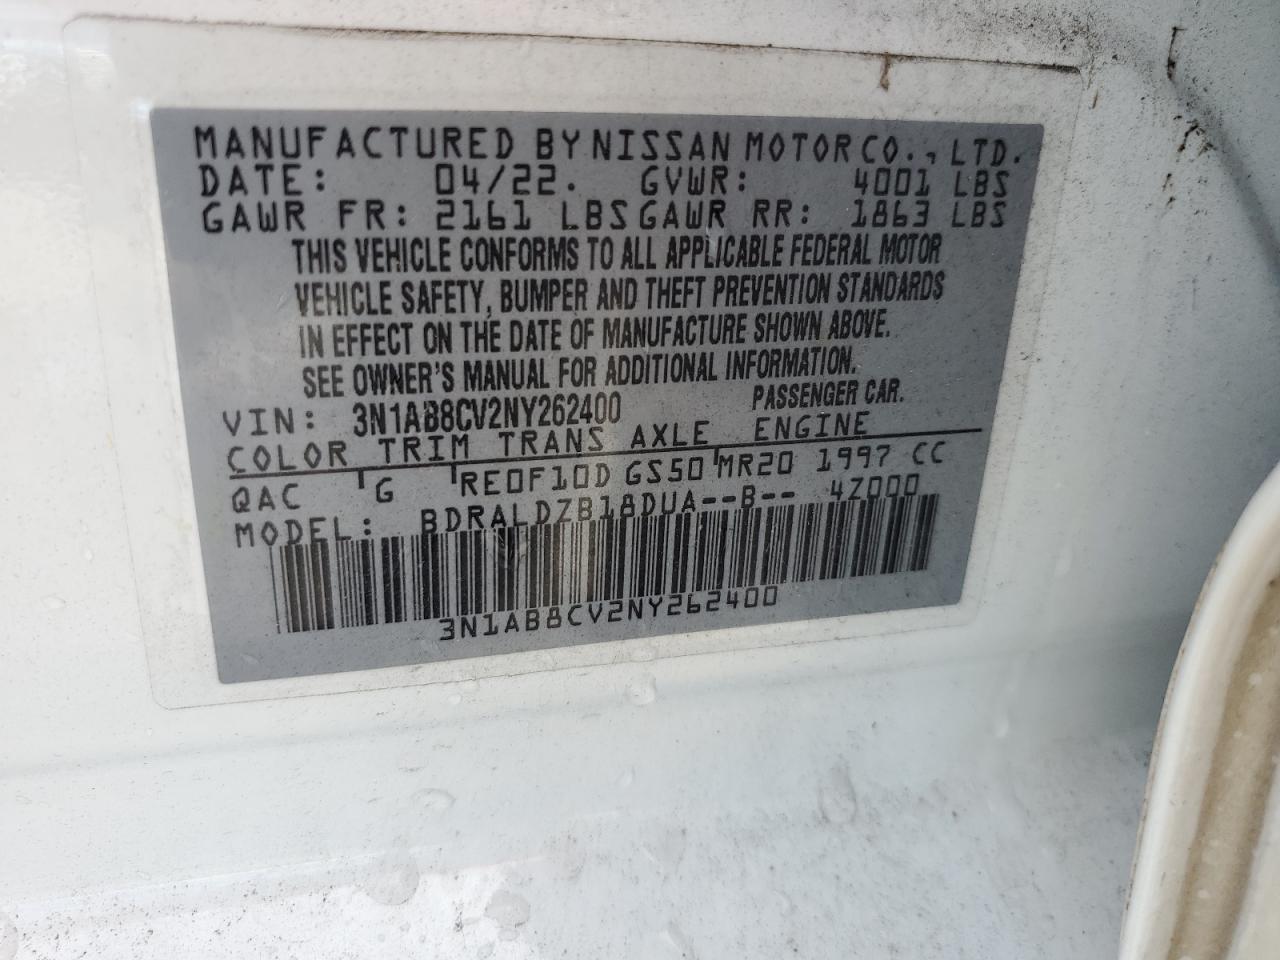 MANUFACTURED BY NISSAN MOTOR CO., LTD.
DATE: 04/22. GVWR: 4001 LBS
GAWR FR: 2161 LBS GAWR RR: 1863 LBS
THIS VEHICLE CONFORMS TO ALL APPLICABLE FEDERAL MOTOR
VEHICLE SAFETY, BUMPER AND THEFT PREVENTION STANDARDS
IN EFFECT ON THE DATE OF MANUFACTURE SHOWN ABOVE.
SEE OWNER'S MANUAL FOR ADDITIONAL INFORMATION.
VIN: 3N1AB8CV2NY262400 PASSENGER CAR.
COLOR TRIM TRANS AXLE ENGINE
QAC G RE0F10D GS50 MR20 1997 CC
MODEL: BDRALDZB18DUA--B-- 4Z000
3N1AB8CV2NY262400